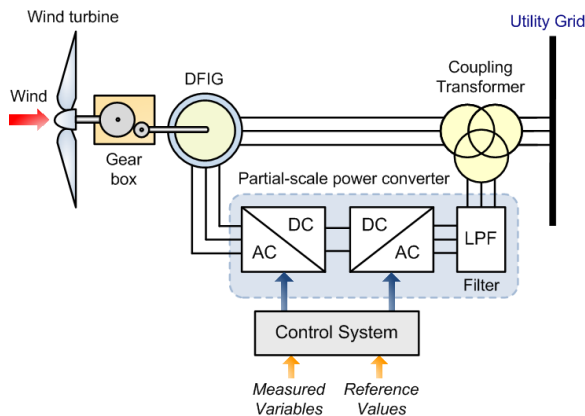 Wind turbine
Utility Grid
DFIG
Coupling
Transformer
Wind
Gear
box
Partial-scale power converter
DC
AC
DC
AC
LPF
Filter
Control System
Measured
Variables
Reference
Values